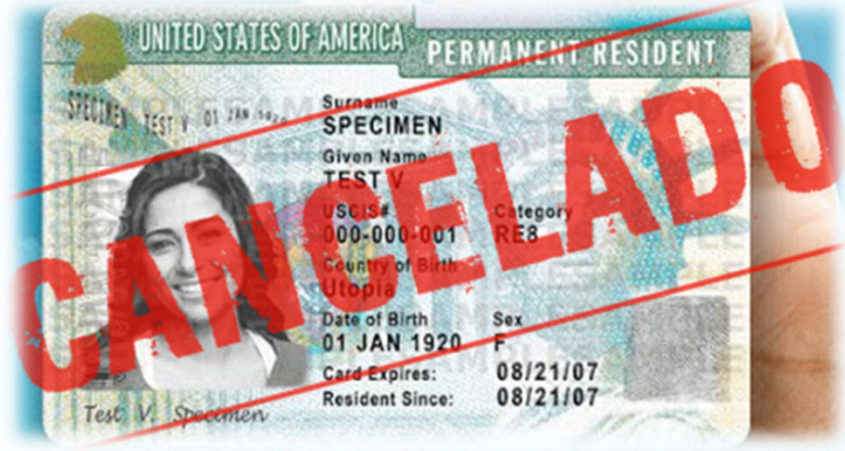 UNITED STATES OF AMERICA
PERMANENT RESIDENT
SPECIMEN TEST V 01 JAN 1920
Surname
SPECIMEN
Given Name
TEST V
USCIS# Category
000-000-001 RE8
Country of Birth
Utopia
Date of Birth Sex
01 JAN 1920 F
Card Expires: 08/21/07
Resident Since: 08/21/07
Test V. Specimen
CANCELADO